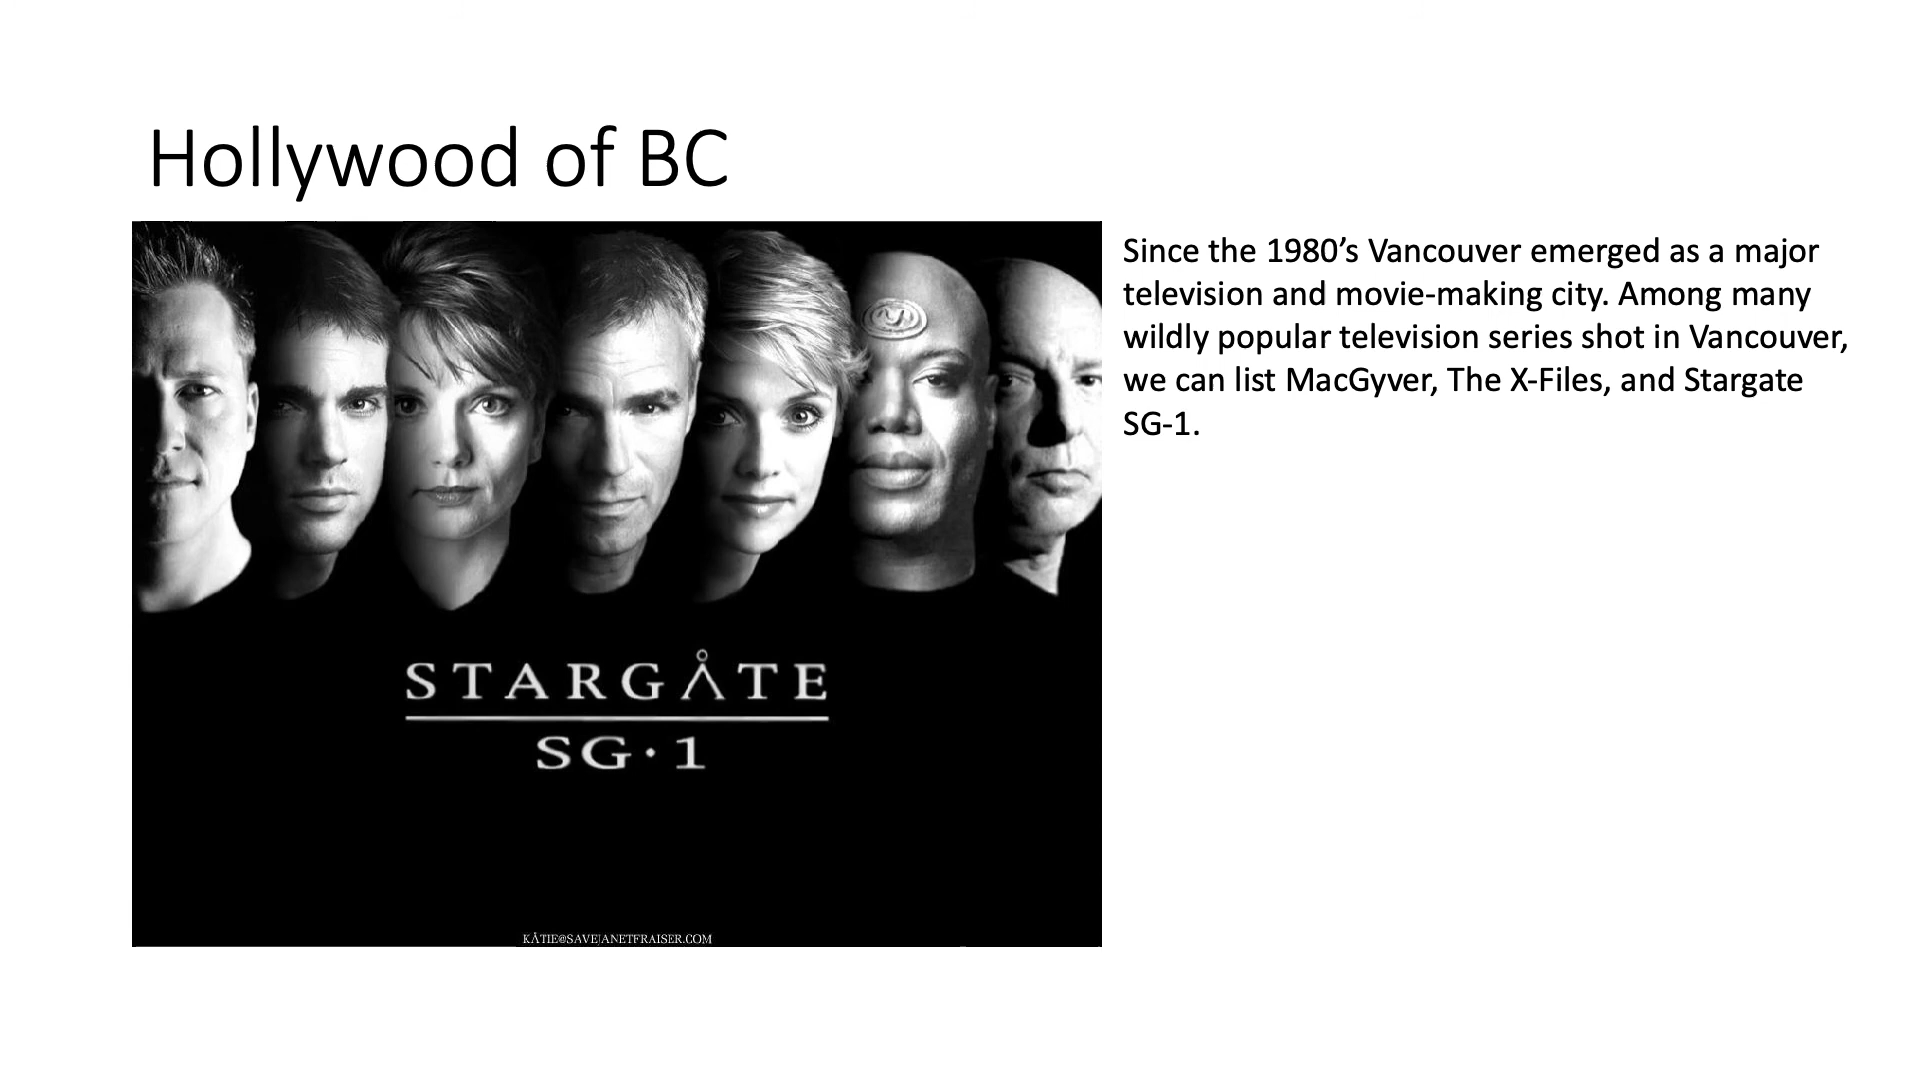 Hollywood of BC
Since the 1980’s Vancouver emerged as a major
television and movie-making city. Among many
wildly popular television series shot in Vancouver,
we can list MacGyver, The X-Files, and Stargate
SG-1.
STARGÅTE
SG·1
KÅTIE@SAVEJANETFRAISER.COM